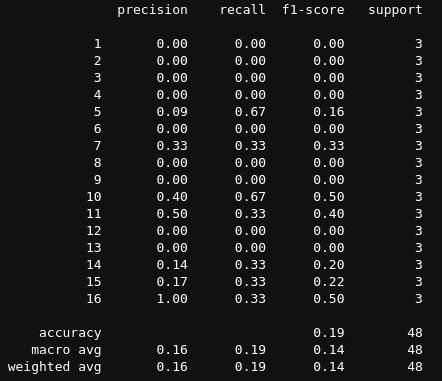 precision recall f1-score support
1 0.00 0.00 0.00 3
2 0.00 0.00 0.00 3
3 0.00 0.00 0.00 3
4 0.00 0.00 0.00 3
5 0.09 0.67 0.16 3
6 0.00 0.00 0.00 3
7 0.33 0.33 0.33 3
8 0.00 0.00 0.00 3
9 0.00 0.00 0.00 3
10 0.40 0.67 0.50 3
11 0.50 0.33 0.40 3
12 0.00 0.00 0.00 3
13 0.00 0.00 0.00 3
14 0.14 0.33 0.20 3
15 0.17 0.33 0.22 3
16 1.00 0.33 0.50 3
accuracy 0.19 48
macro avg 0.16 0.19 0.14 48
weighted avg 0.16 0.19 0.14 48